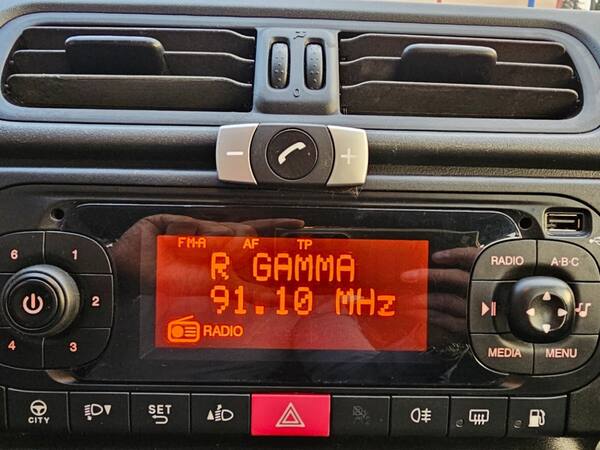 − +
6 1
2
4 3
FM-A AF TP
R GAMMA
91.10 MHz
RADIO
RADIO A·B·C
MEDIA MENU
CITY SET